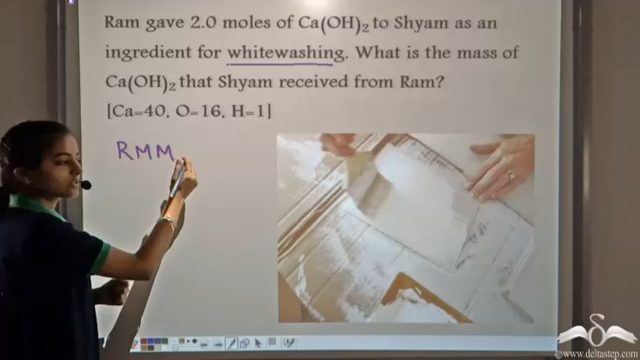 Ram gave 2.0 moles of Ca(OH)₂ to Shyam as an
ingredient for whitewashing. What is the mass of
Ca(OH)₂ that Shyam received from Ram?
[Ca=40, O=16, H=1]
RMM
©www.deltastep.com